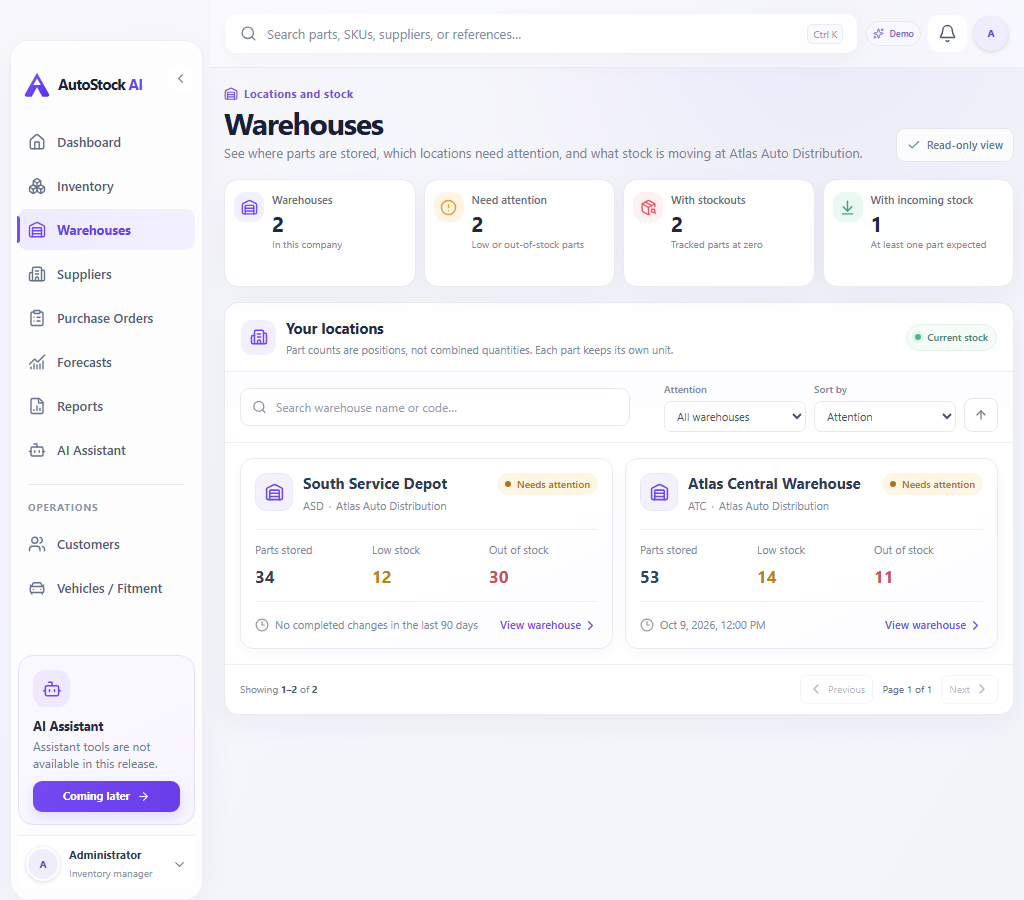 Search parts, SKUs, suppliers, or references...
Ctrl K
Demo
A
AutoStock AI
Dashboard
Inventory
Warehouses
Suppliers
Purchase Orders
Forecasts
Reports
AI Assistant
OPERATIONS
Customers
Vehicles / Fitment
AI Assistant
Assistant tools are not
available in this release.
Coming later
A
Administrator
Inventory manager
Locations and stock
Warehouses
See where parts are stored, which locations need attention, and what stock is moving at Atlas Auto Distribution.
Read-only view
Warehouses
2
In this company
Need attention
2
Low or out-of-stock parts
With stockouts
2
Tracked parts at zero
With incoming stock
1
At least one part expected
Your locations
Part counts are positions, not combined quantities. Each part keeps its own unit.
Current stock
Search warehouse name or code...
Attention
All warehouses
Sort by
Attention
South Service Depot
Needs attention
ASD · Atlas Auto Distribution
Parts stored
Low stock
Out of stock
34
12
30
No completed changes in the last 90 days
View warehouse
Atlas Central Warehouse
Needs attention
ATC · Atlas Auto Distribution
Parts stored
Low stock
Out of stock
53
14
11
Oct 9, 2026, 12:00 PM
View warehouse
Showing 1–2 of 2
Previous
Page 1 of 1
Next